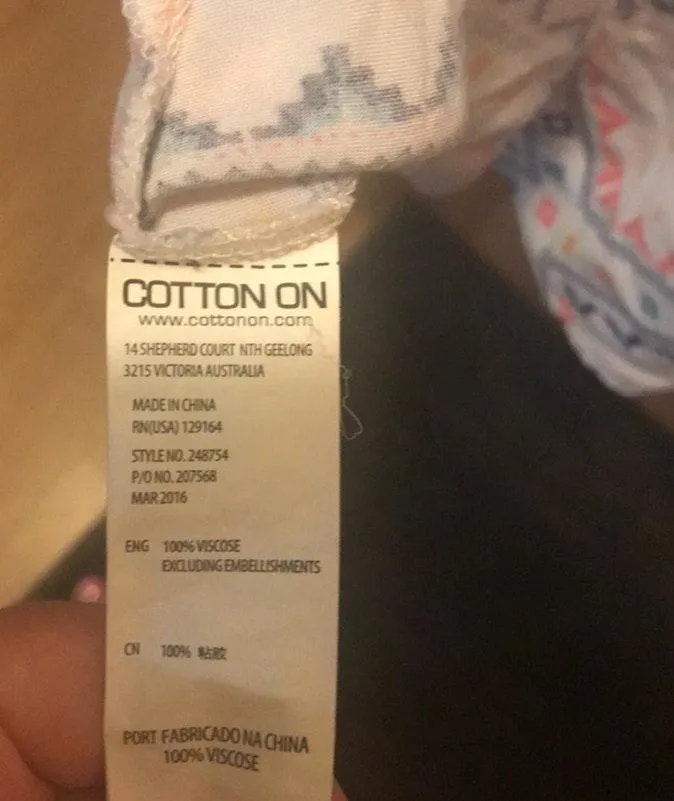 COTTON ON
www.cottonon.com
14 SHEPHERD COURT NTH GEELONG
3215 VICTORIA AUSTRALIA
MADE IN CHINA
RN(USA) 129164
STYLE NO. 248754
P/O NO. 207568
MAR 2016
ENG 100% VISCOSE
EXCLUDING EMBELLISHMENTS
CN 100% 粘胶
PORT FABRICADO NA CHINA
100% VISCOSE